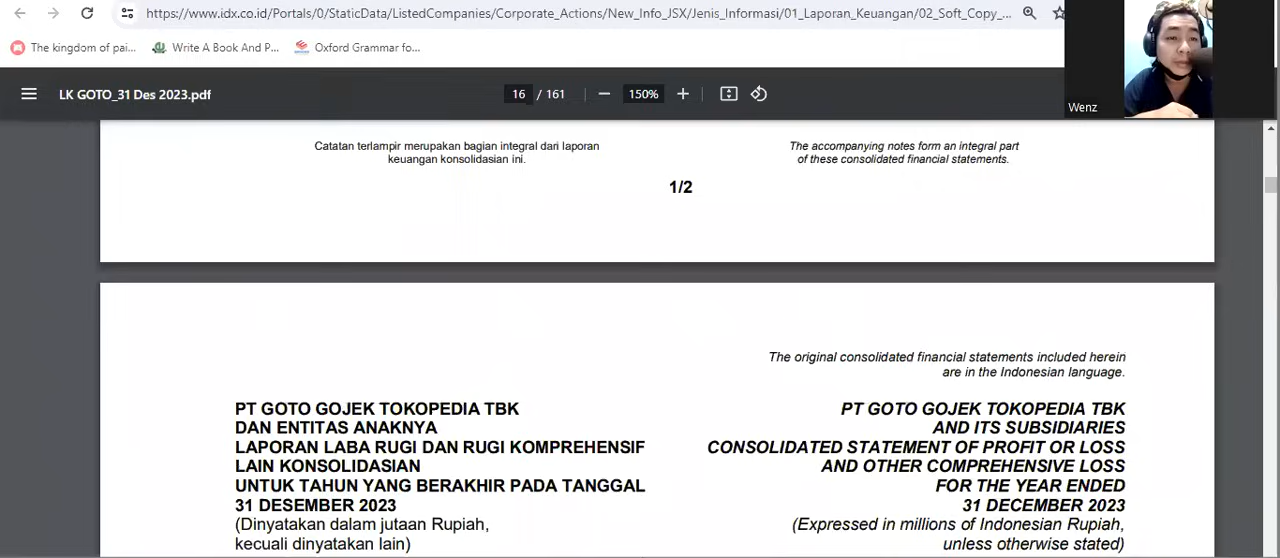 https://www.idx.co.id/Portals/0/StaticData/ListedCompanies/Corporate_Actions/New_Info_JSX/Jenis_Informasi/01_Laporan_Keuangan/02_Soft_Copy_...
The kingdom of pai...
Write A Book And P...
Oxford Grammar fo...
LK GOTO_31 Des 2023.pdf
16 / 161
150%
Wenz
Catatan terlampir merupakan bagian integral dari laporan
keuangan konsolidasian ini.
The accompanying notes form an integral part
of these consolidated financial statements.
1/2
The original consolidated financial statements included herein
are in the Indonesian language.
PT GOTO GOJEK TOKOPEDIA TBK
DAN ENTITAS ANAKNYA
LAPORAN LABA RUGI DAN RUGI KOMPREHENSIF
LAIN KONSOLIDASIAN
UNTUK TAHUN YANG BERAKHIR PADA TANGGAL
31 DESEMBER 2023
(Dinyatakan dalam jutaan Rupiah,
kecuali dinyatakan lain)
PT GOTO GOJEK TOKOPEDIA TBK
AND ITS SUBSIDIARIES
CONSOLIDATED STATEMENT OF PROFIT OR LOSS
AND OTHER COMPREHENSIVE LOSS
FOR THE YEAR ENDED
31 DECEMBER 2023
(Expressed in millions of Indonesian Rupiah,
unless otherwise stated)